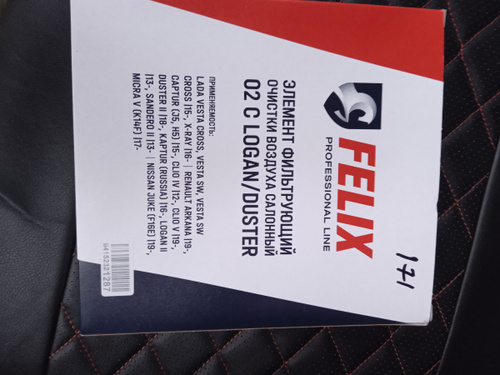 FELIX
PROFESSIONAL LINE
171
ЭЛЕМЕНТ ФИЛЬТРУЮЩИЙ
ОЧИСТКИ ВОЗДУХА САЛОННЫЙ
02 C LOGAN/DUSTER
ПРИМЕНЯЕМОСТЬ:
LADA VESTA CROSS, VESTA SW, VESTA SW
CROSS |15-, X-RAY |16- | RENAULT ARKANA |19-,
CAPTUR (J5, H5) |15-, CLIO IV |12-, CLIO V |19-,
DUSTER II |18-, KAPTUR (RUSSIA) |16-, LOGAN II
|13-, SANDERO II |13- | NISSAN JUKE (F16E) |19-,
MICRA V (K14F) |17-
04152321287